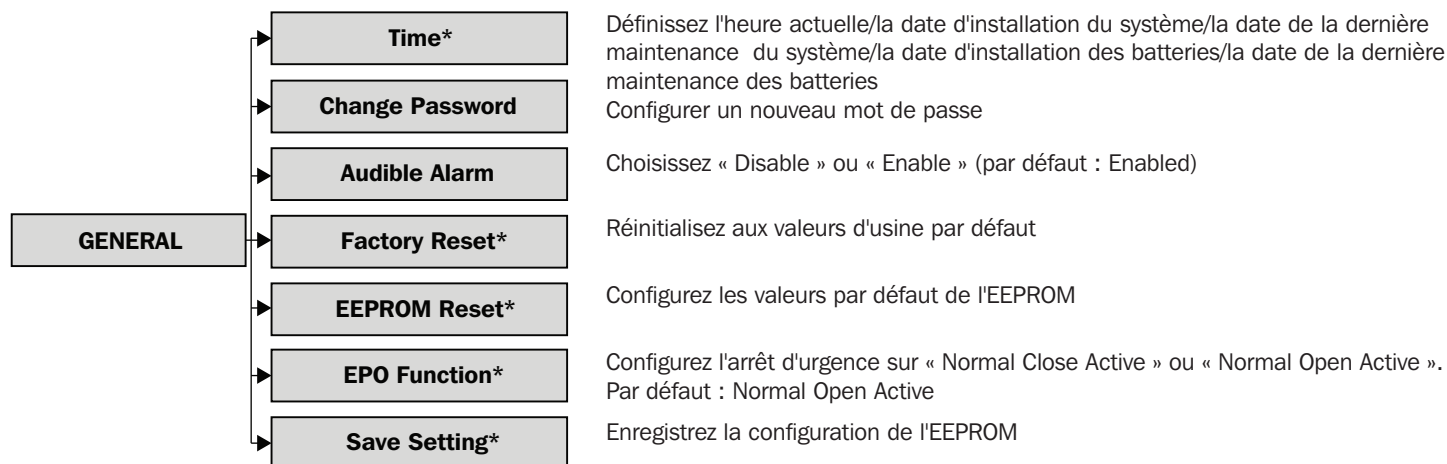 Time*
Définissez l'heure actuelle/la date d'installation du système/la date de la dernière
maintenance  du système/la date d'installation des batteries/la date de la dernière
maintenance des batteries
Change Password
Configurer un nouveau mot de passe
Audible Alarm
Choisissez « Disable » ou « Enable » (par défaut : Enabled)
GENERAL
Factory Reset*
Réinitialisez aux valeurs d'usine par défaut
EEPROM Reset*
Configurez les valeurs par défaut de l'EEPROM
EPO Function*
Configurez l'arrêt d'urgence sur « Normal Close Active » ou « Normal Open Active ».
Par défaut : Normal Open Active
Save Setting*
Enregistrez la configuration de l'EEPROM